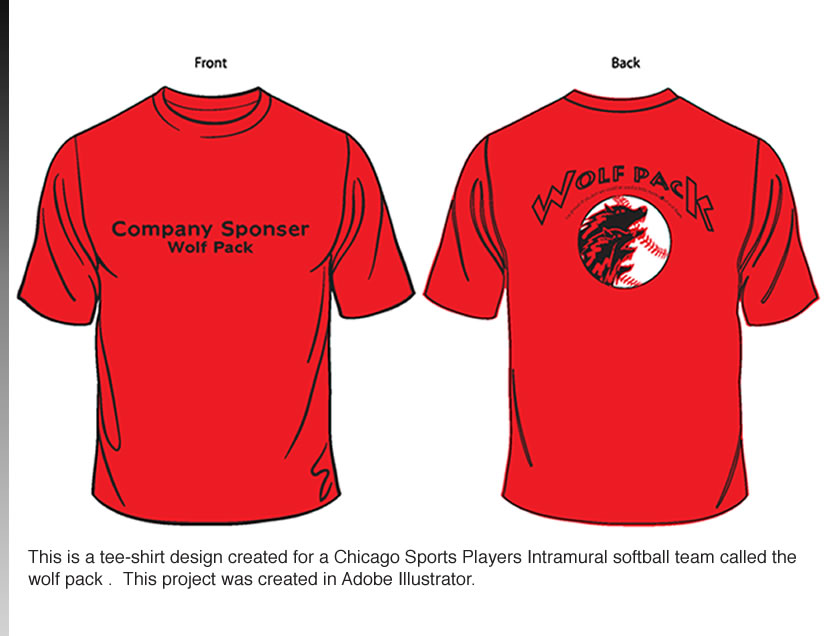 Front
Back
Company Sponser
Wolf Pack
WOLF PACK
This is a tee-shirt design created for a Chicago Sports Players Intramural softball team called the
wolf pack .  This project was created in Adobe Illustrator.